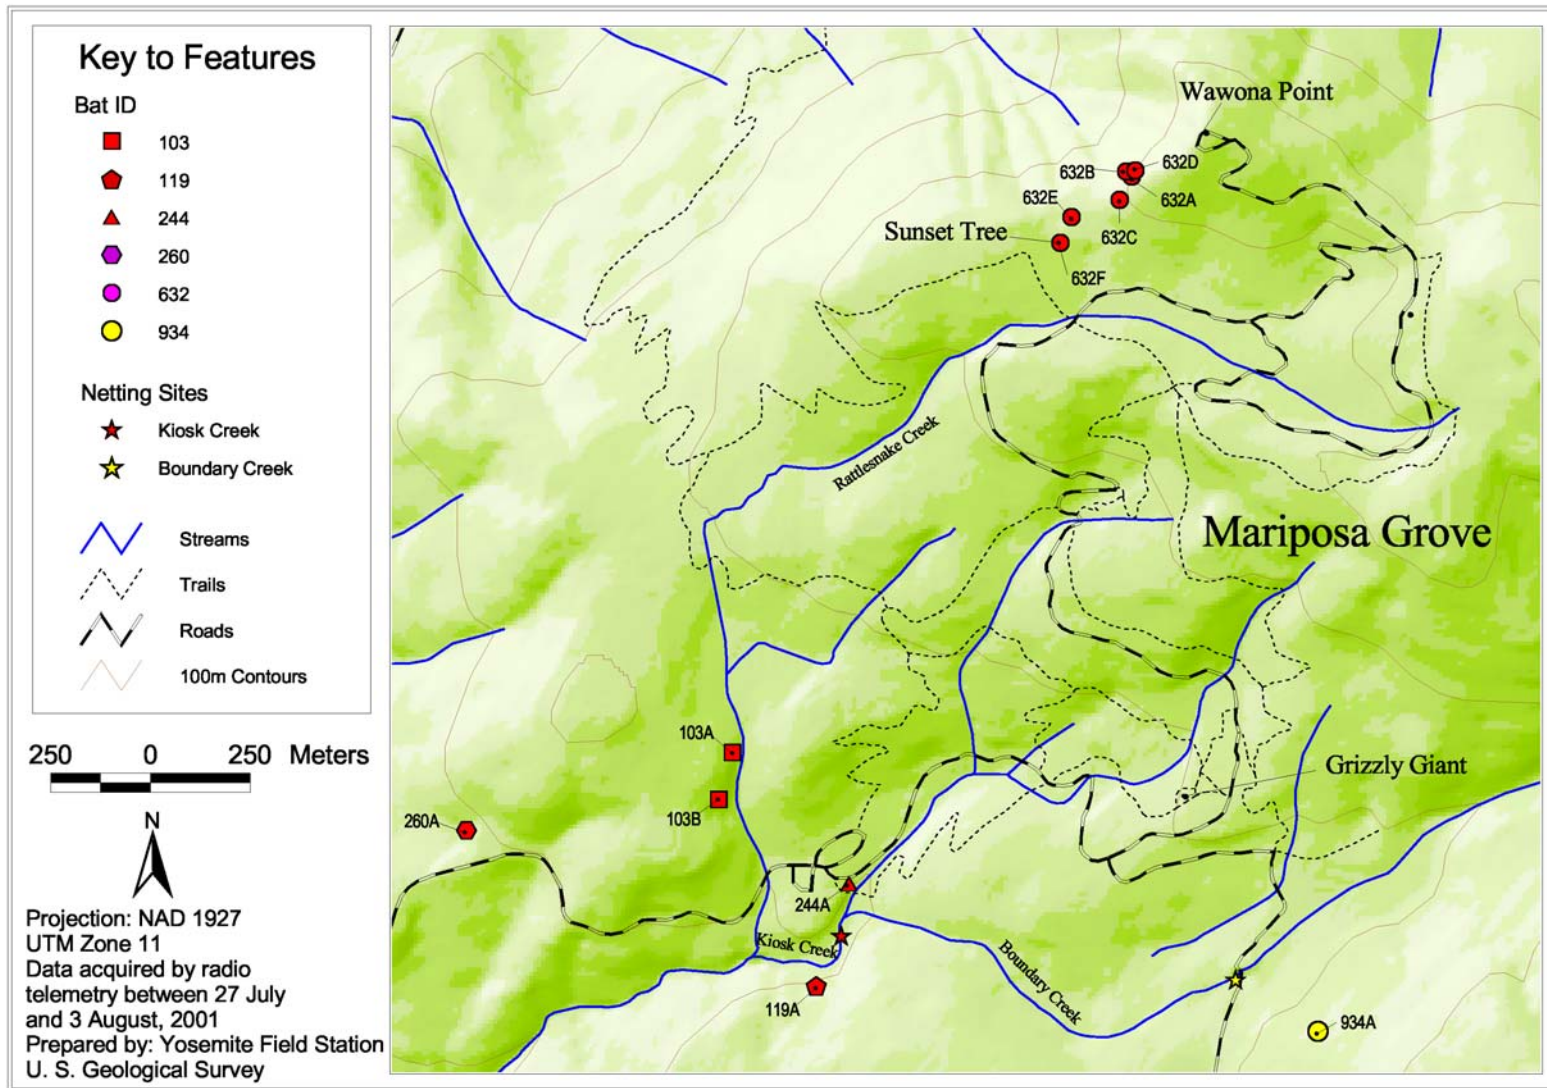 Key to Features
Bat ID
103
119
244
260
632
934
Netting Sites
Kiosk Creek
Boundary Creek
Streams
Trails
Roads
100m Contours
250 0 250 Meters
N
Projection: NAD 1927
UTM Zone 11
Data acquired by radio
telemetry between 27 July
and 3 August, 2001
Prepared by: Yosemite Field Station
U. S. Geological Survey
Wawona Point
632B
632D
632A
632E
632C
Sunset Tree
632F
Rattlesnake Creek
Mariposa Grove
103A
103B
Grizzly Giant
260A
244A
Kiosk Creek
Boundary Creek
119A
934A